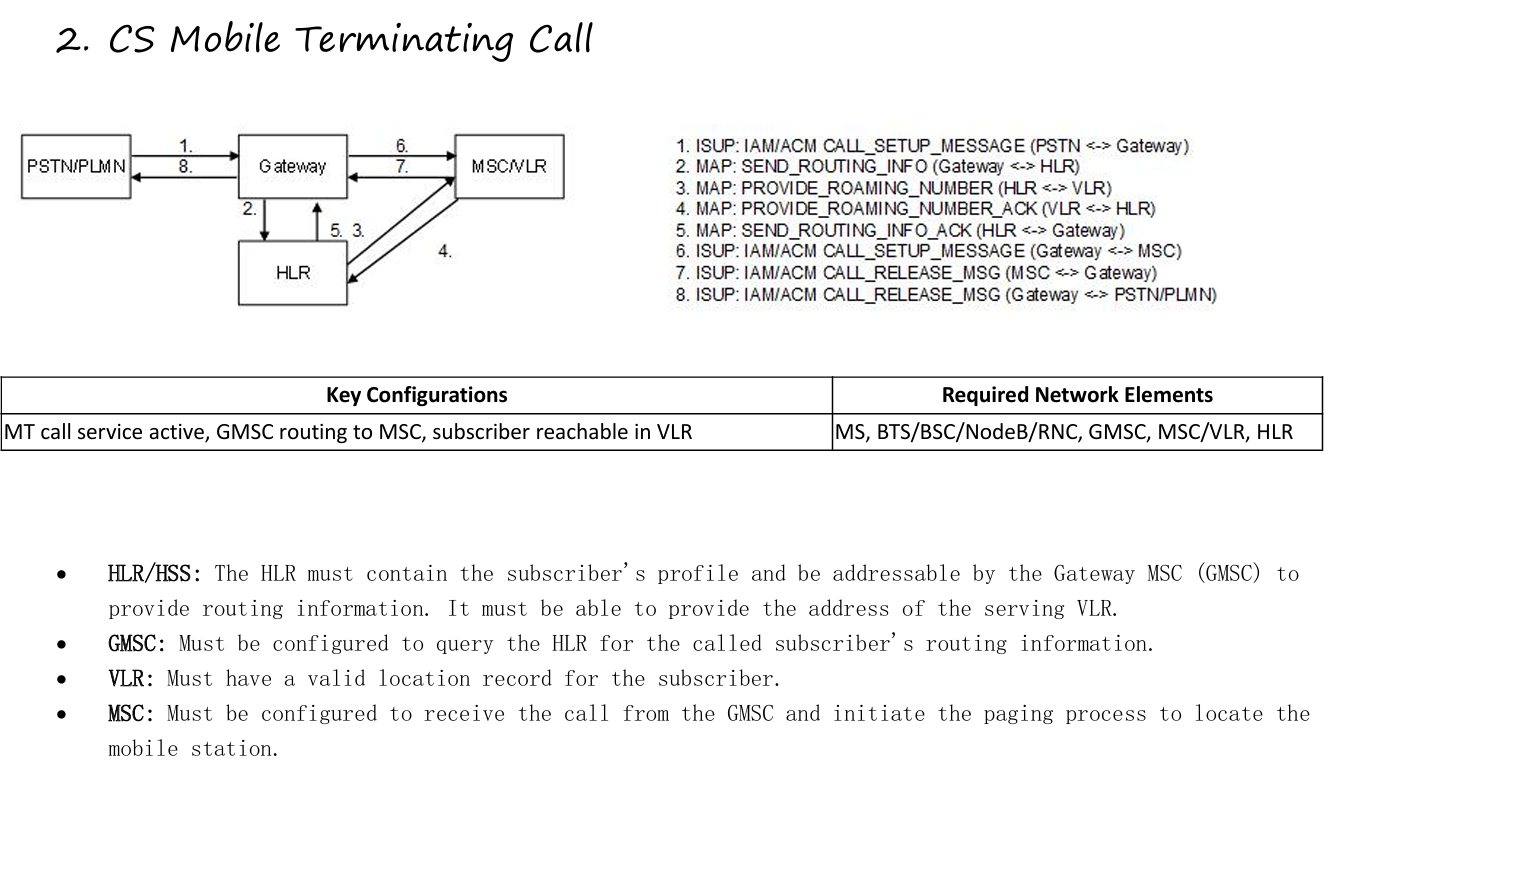 2. CS Mobile Terminating Call
PSTN/PLMN
1.
8.
Gateway
6.
7.
MSC/VLR
2.
5. 3.
4.
HLR
1. ISUP: IAM/ACM CALL_SETUP_MESSAGE (PSTN <-> Gateway)
2. MAP: SEND_ROUTING_INFO (Gateway <-> HLR)
3. MAP: PROVIDE_ROAMING_NUMBER (HLR <-> VLR)
4. MAP: PROVIDE_ROAMING_NUMBER_ACK (VLR <-> HLR)
5. MAP: SEND_ROUTING_INFO_ACK (HLR <-> Gateway)
6. ISUP: IAM/ACM CALL_SETUP_MESSAGE (Gateway <-> MSC)
7. ISUP: IAM/ACM CALL_RELEASE_MSG (MSC <-> Gateway)
8. ISUP: IAM/ACM CALL_RELEASE_MSG (Gateway <-> PSTN/PLMN)
Key Configurations
Required Network Elements
MT call service active, GMSC routing to MSC, subscriber reachable in VLR
MS, BTS/BSC/NodeB/RNC, GMSC, MSC/VLR, HLR
• HLR/HSS: The HLR must contain the subscriber's profile and be addressable by the Gateway MSC (GMSC) to
provide routing information. It must be able to provide the address of the serving VLR.
• GMSC: Must be configured to query the HLR for the called subscriber's routing information.
• VLR: Must have a valid location record for the subscriber.
• MSC: Must be configured to receive the call from the GMSC and initiate the paging process to locate the
mobile station.